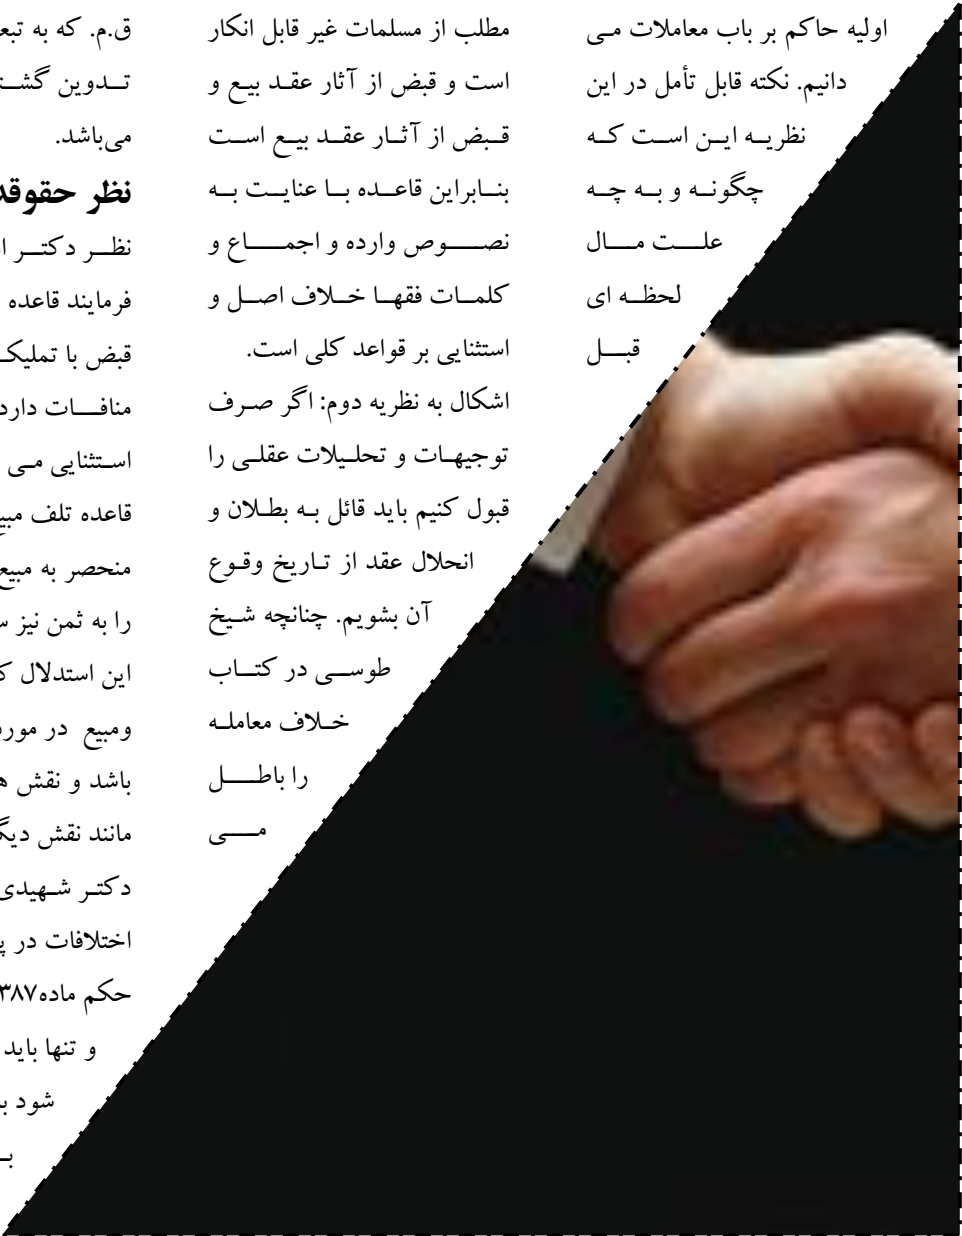 اولیه حاکم بر باب معاملات می
دانیم. نکته قابل تأمل در این
نظریه این است که
چگونه و به چه
علت مال
لحظه ای
قبل
مطلب از مسلمات غیر قابل انکار
است و قبض از آثار عقد بیع و
قبض از آثار عقد بیع است
بنابراین قاعده با عنایت به
نصوص وارده و اجماع و
کلمات فقها خلاف اصل و
استثنایی بر قواعد کلی است.
اشکال به نظریه دوم: اگر صرف
توجیهات و تحلیلات عقلی را
قبول کنیم باید قائل به بطلان و
انحلال عقد از تاریخ وقوع
آن بشویم. چنانچه شیخ
طوسی در کتاب
خلاف معامله
را باطل
می
ق.م. که به
تدوین
می‌باشد.
نظر
نظر دکتر
فرمایند قاعده
قبض با تملیک
منافات دارد
استثنایی می
قاعده تلف
منحصر به مبیع
را به ثمن نیز
این استدلال
ومبیع در
باشد و نقش
مانند نقش
دکتر شهیدی
اختلافات در
حکم ماده۳۸۷
و تنها باید
شود